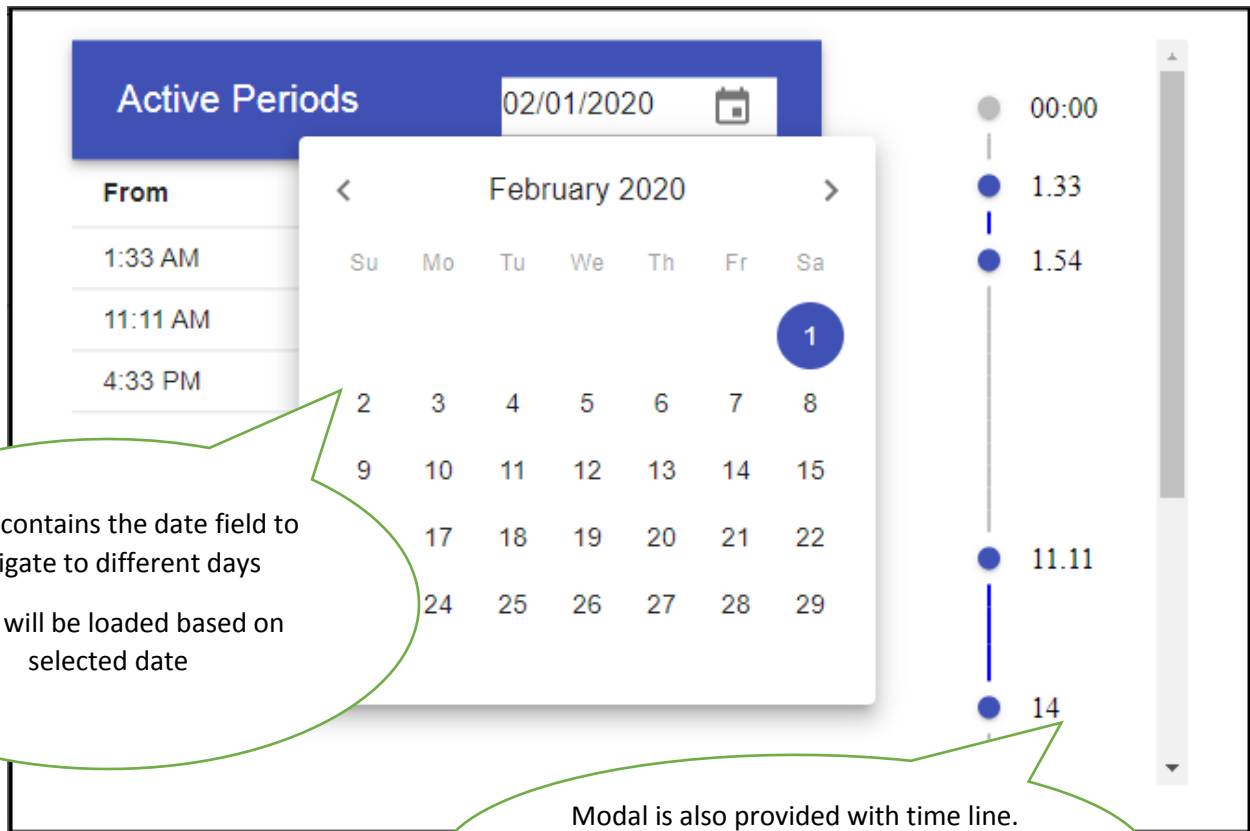 Active Periods
02/01/2020
From
1:33 AM
11:11 AM
4:33 PM
February 2020
Su Mo Tu We Th Fr Sa
1
2 3 4 5 6 7 8
9 10 11 12 13 14 15
17 18 19 20 21 22
24 25 26 27 28 29
contains the date field to
igate to different days
will be loaded based on
selected date
00:00
1.33
1.54
11.11
14
Modal is also provided with time line.